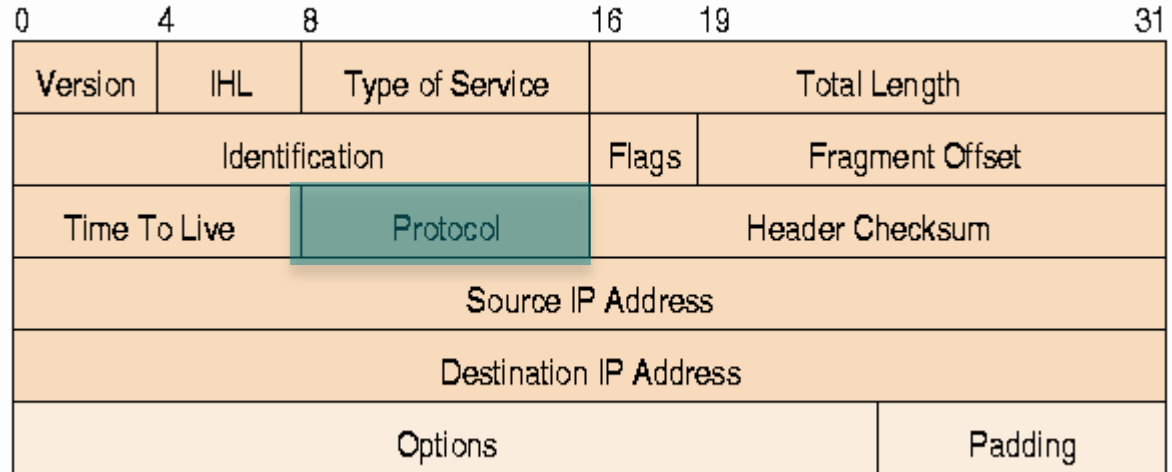 0 4 8 16 19 31
Version IHL Type of Service Total Length
Identification Flags Fragment Offset
Time To Live Protocol Header Checksum
Source IP Address
Destination IP Address
Options Padding